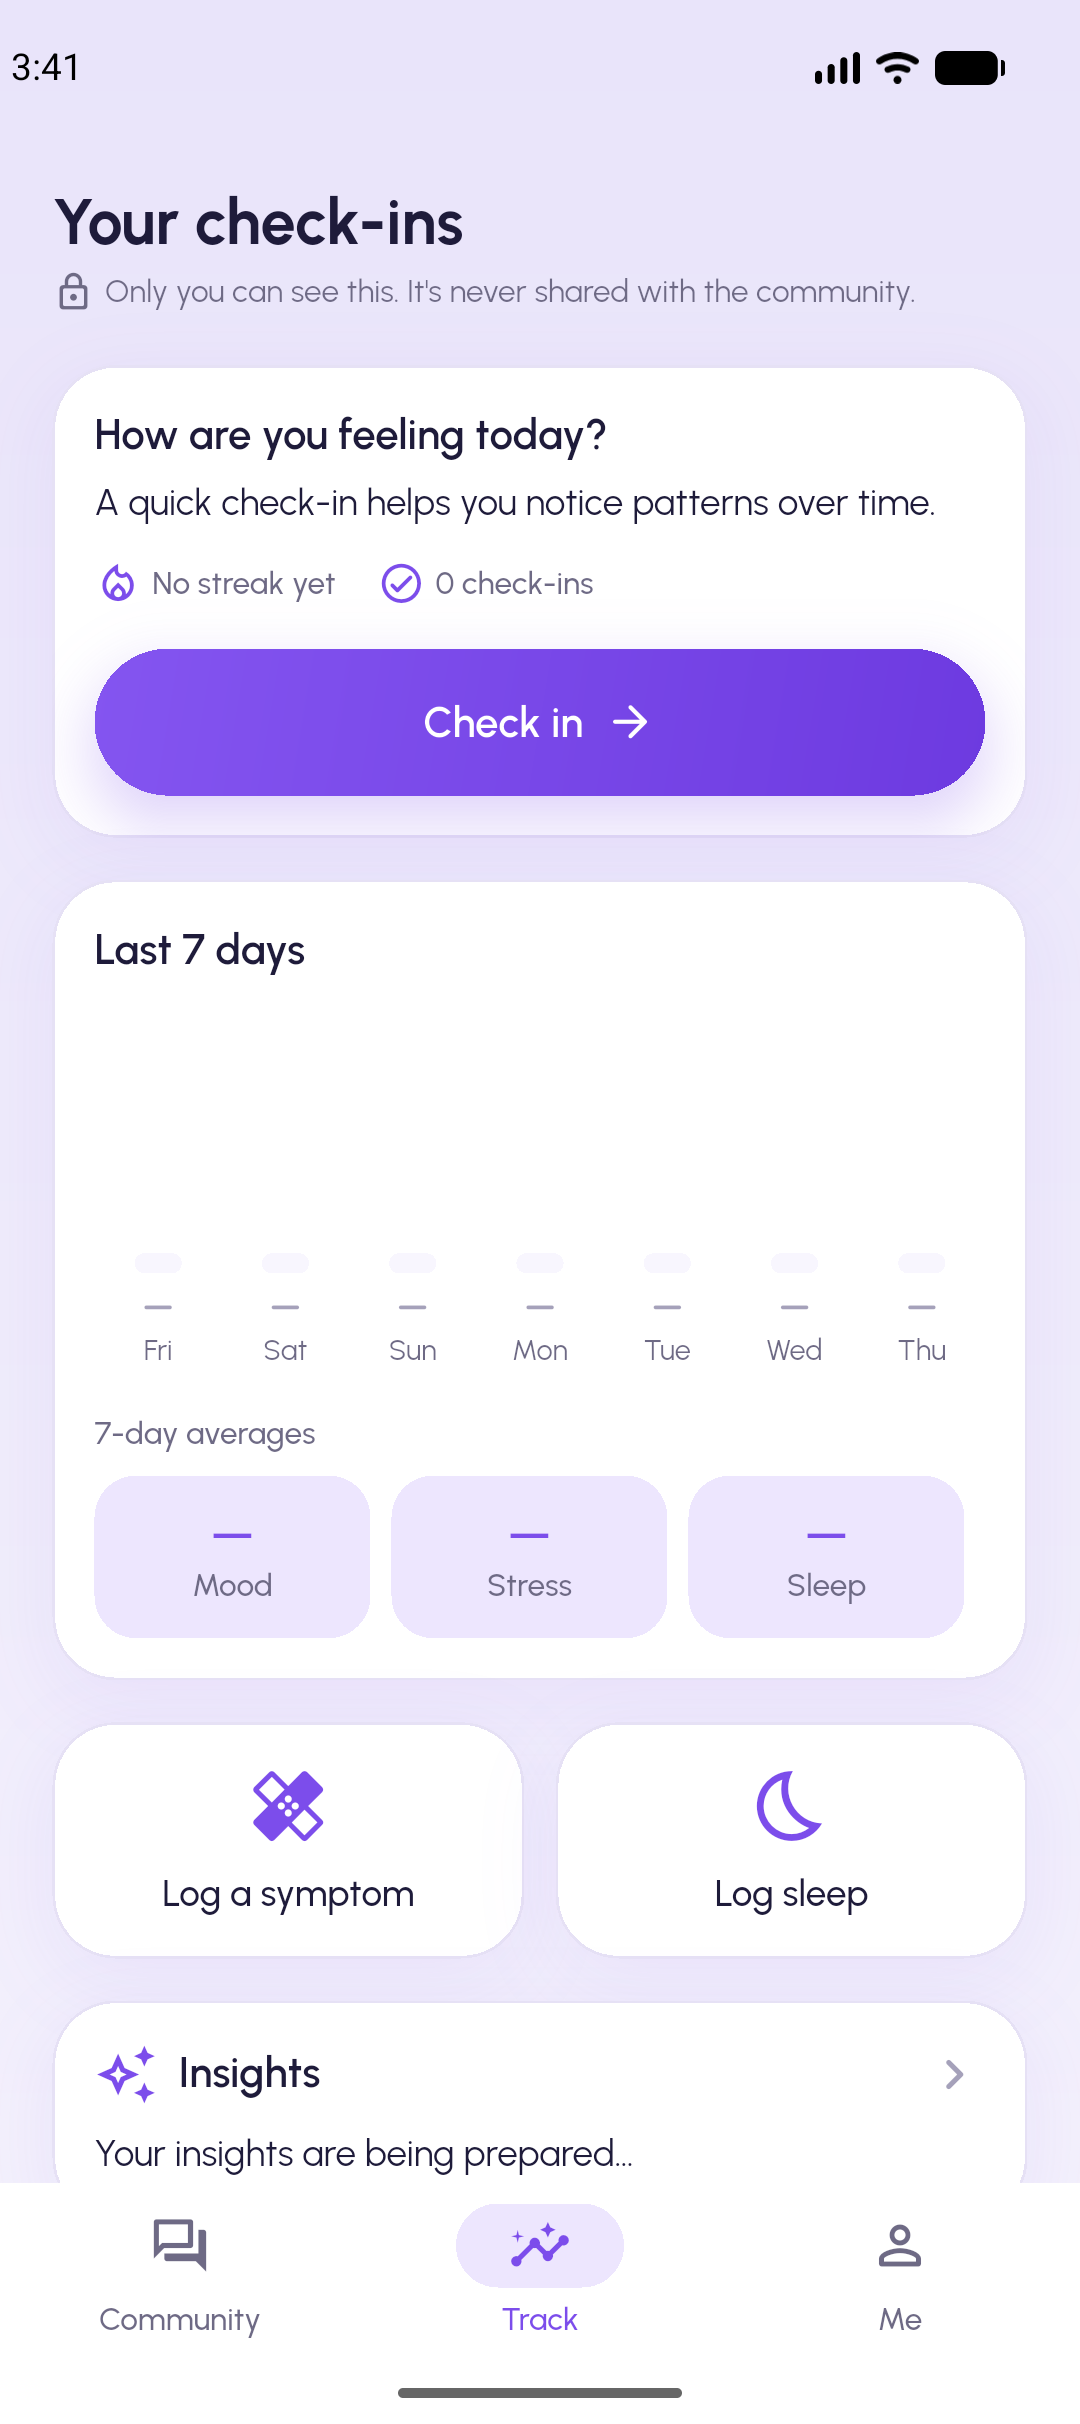 3:41
Your check-ins
Only you can see this. It's never shared with the community.
How are you feeling today?
A quick check-in helps you notice patterns over time.
No streak yet
0 check-ins
Check in →
Last 7 days
— — — — — — —
Fri Sat Sun Mon Tue Wed Thu
7-day averages
— — —
Mood Stress Sleep
Log a symptom
Log sleep
Insights
Your insights are being prepared...
Community
Track
Me